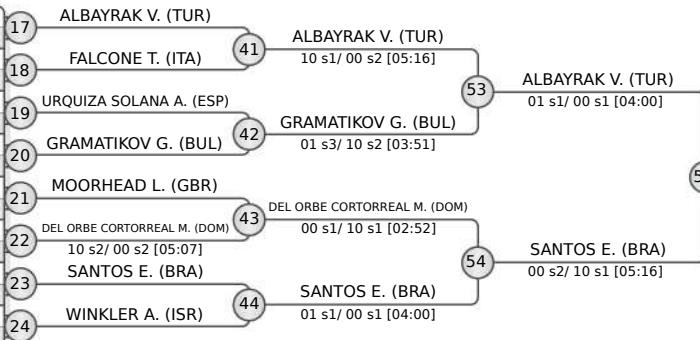 17
ALBAYRAK V. (TUR)
18
FALCONE T. (ITA)
41
ALBAYRAK V. (TUR)
10 s1/ 00 s2 [05:16]
19
URQUIZA SOLANA A. (ESP)
20
GRAMATIKOV G. (BUL)
42
GRAMATIKOV G. (BUL)
01 s3/ 10 s2 [03:51]
53
ALBAYRAK V. (TUR)
01 s1/ 00 s1 [04:00]
21
MOORHEAD L. (GBR)
22
DEL ORBE CORTORREAL M. (DOM)
10 s2/ 00 s2 [05:07]
43
DEL ORBE CORTORREAL M. (DOM)
00 s1/ 10 s1 [02:52]
23
SANTOS E. (BRA)
24
WINKLER A. (ISR)
44
SANTOS E. (BRA)
01 s1/ 00 s1 [04:00]
54
SANTOS E. (BRA)
00 s2/ 10 s1 [05:16]